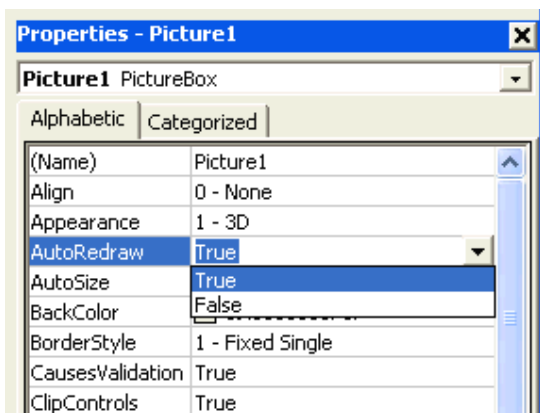 Properties - Picture1
Picture1 PictureBox
Alphabetic Categorized
(Name) Picture1
Align 0 - None
Appearance 1 - 3D
AutoRedraw True
AutoSize True
BackColor False
BorderStyle 1 - Fixed Single
CausesValidation True
ClipControls True